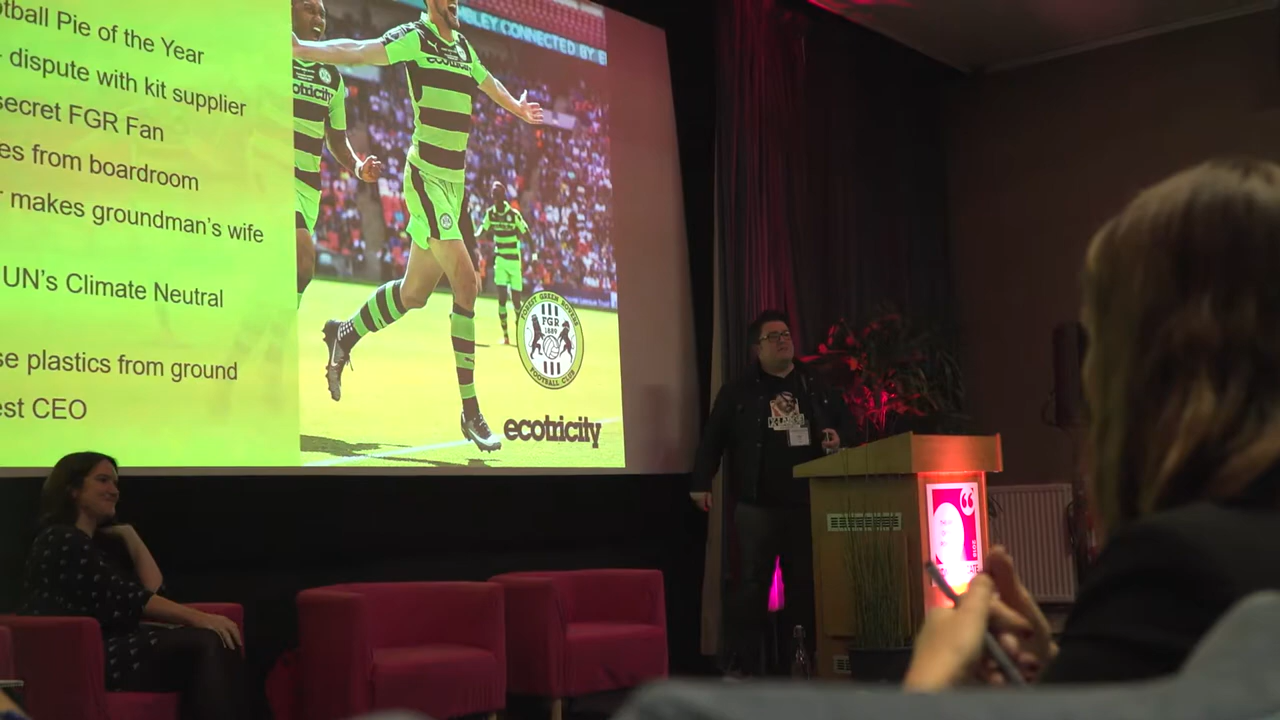 tball Pie of the Year
dispute with kit supplier
secret FGR Fan
es from boardroom
r makes groundman's wife
UN's Climate Neutral
se plastics from ground
est CEO
BLEY CONNECTED BY E
ecotricity
otricity
FOREST GREEN ROVERS
FGR
1889
FOOTBALL CLUB
ecotricity